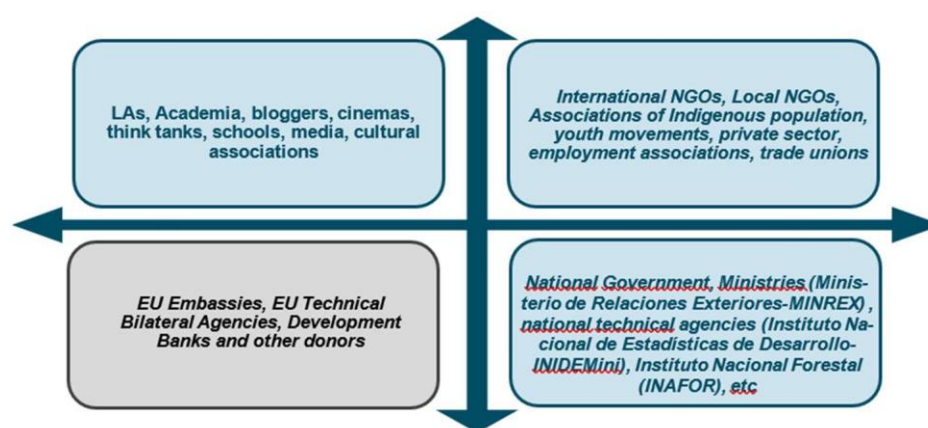 LAs, Academia, bloggers, cinemas,
think tanks, schools, media, cultural
associations
International NGOs, Local NGOs,
Associations of Indigenous population,
youth movements, private sector,
employment associations, trade unions
EU Embassies, EU Technical
Bilateral Agencies, Development
Banks and other donors
National Government, Ministries (Minis-
terio de Relaciones Exteriores-MINREX) ,
national technical agencies (Instituto Na-
cional de Estadísticas de Desarrollo-
INIDEMini), Instituto Nacional Forestal
(INAFOR), etc